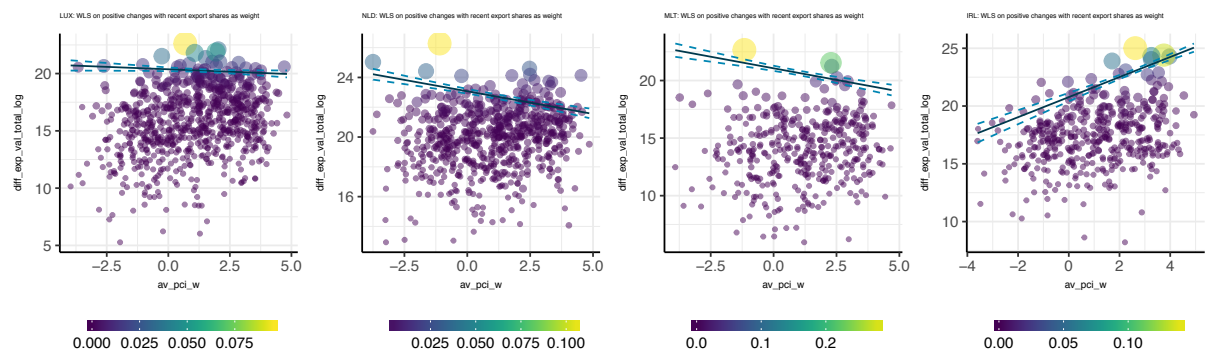 LUX: WLS on positive changes with recent export shares as weight
NLD: WLS on positive changes with recent export shares as weight
MLT: WLS on positive changes with recent export shares as weight
IRL: WLS on positive changes with recent export shares as weight
diff_exp_val_total_log
20
15
10
5
−2.5 0.0 2.5 5.0
av_pci_w
0.000 0.025 0.050 0.075
diff_exp_val_total_log
24
20
16
−2.5 0.0 2.5 5.0
av_pci_w
0.025 0.050 0.075 0.100
diff_exp_val_total_log
20
15
10
−2.5 0.0 2.5 5.0
av_pci_w
0.0 0.1 0.2
diff_exp_val_total_log
25
20
15
10
−4 −2 0 2 4
av_pci_w
0.00 0.05 0.10